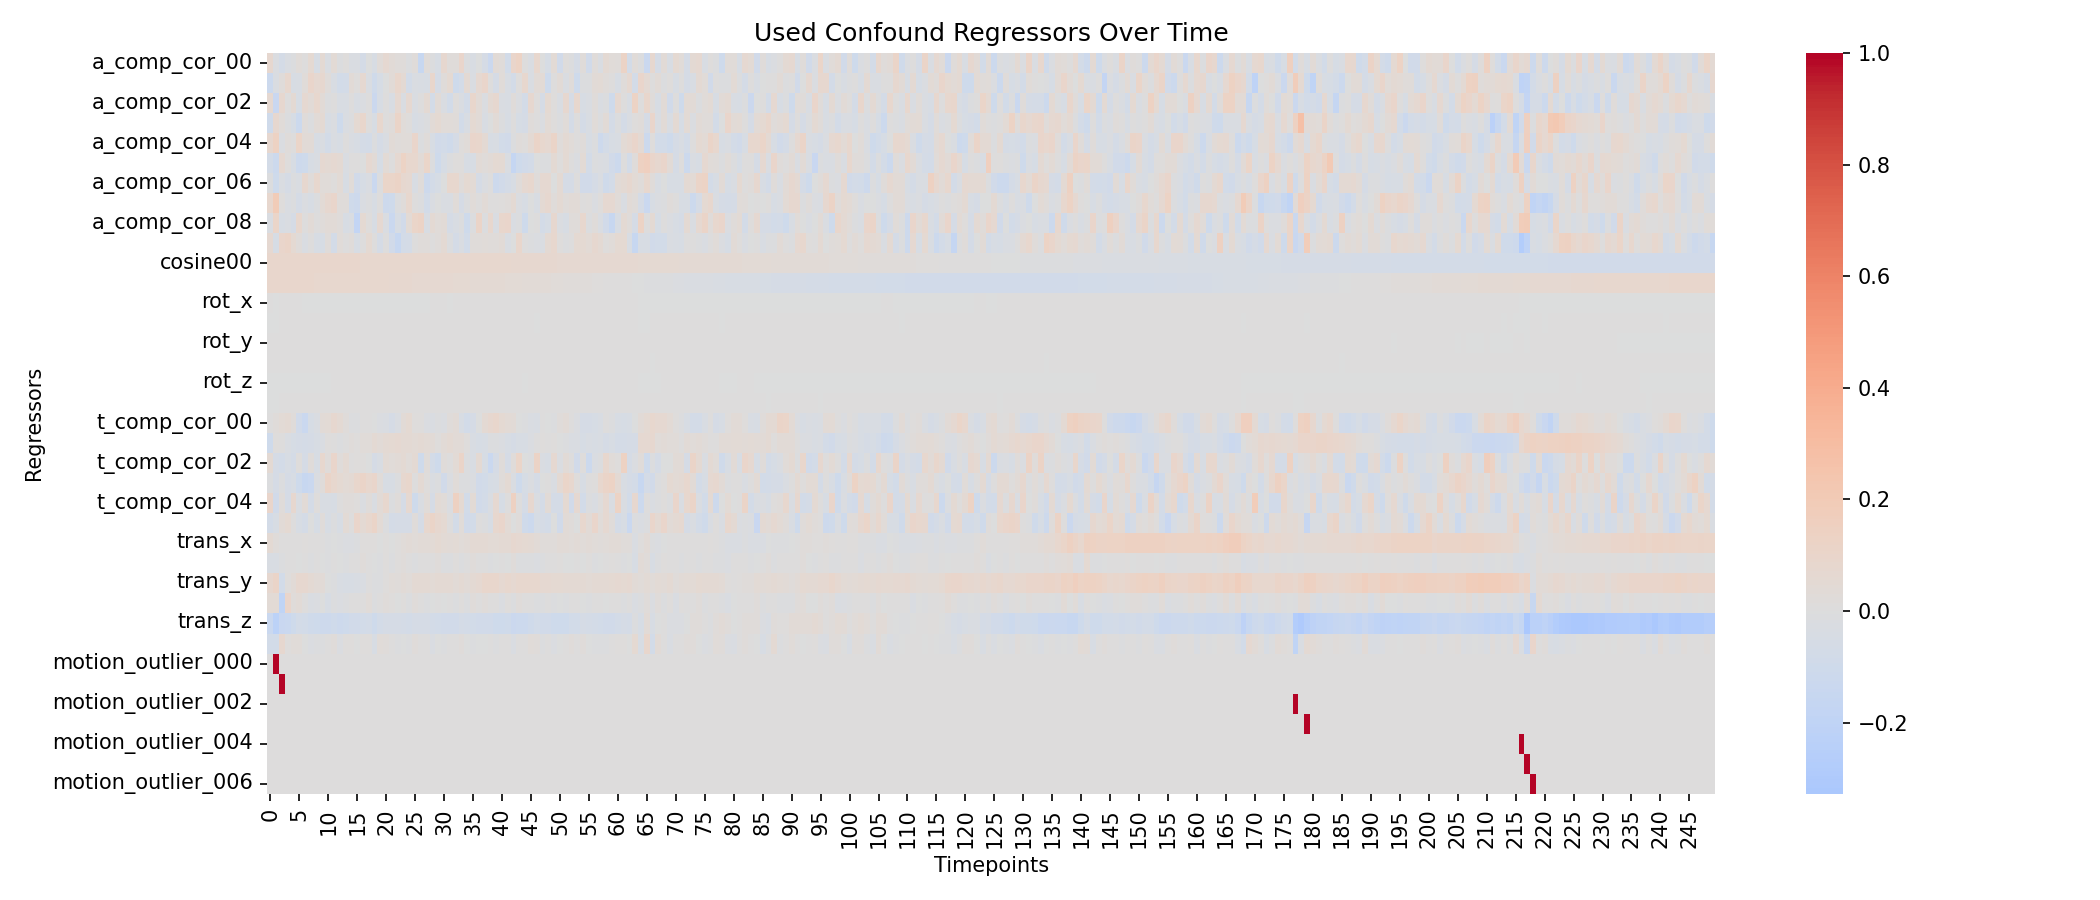 Used Confound Regressors Over Time
Regressors
a_comp_cor_00
a_comp_cor_02
a_comp_cor_04
a_comp_cor_06
a_comp_cor_08
cosine00
rot_x
rot_y
rot_z
t_comp_cor_00
t_comp_cor_02
t_comp_cor_04
trans_x
trans_y
trans_z
motion_outlier_000
motion_outlier_002
motion_outlier_004
motion_outlier_006
0 5 10 15 20 25 30 35 40 45 50 55 60 65 70 75 80 85 90 95 100 105 110 115 120 125 130 135 140 145 150 155 160 165 170 175 180 185 190 195 200 205 210 215 220 225 230 235 240 245
Timepoints
1.0
0.8
0.6
0.4
0.2
0.0
−0.2